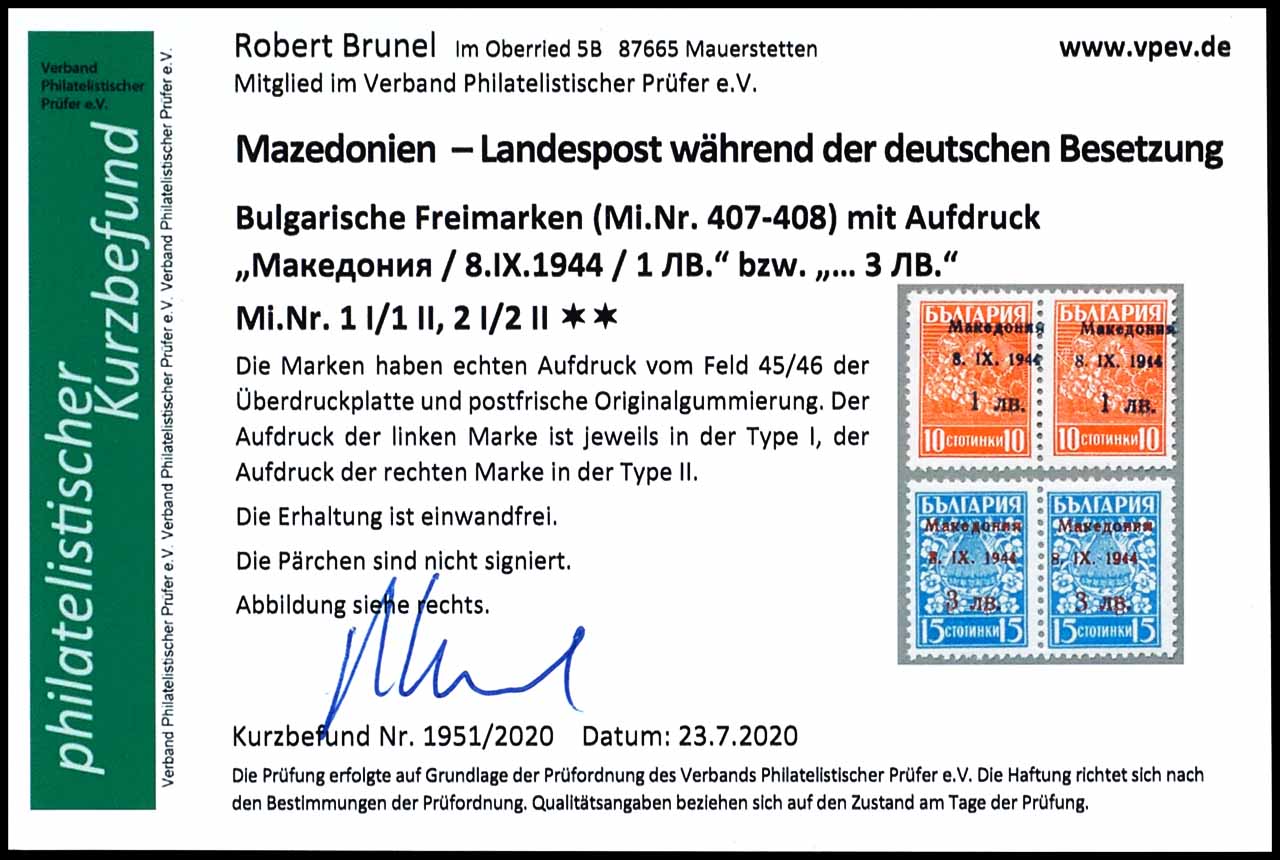 Verband
Philatelistischer
Prüfer e.V.
philatelistischer
Kurzbefund
Verband Philatelistischer Prüfer e.V. Verband Philatelistischer Prüfer e.V. Verband Philatelistischer Prüfer e.V.
Robert Brunel Im Oberried 5B 87665 Mauerstetten
www.vpev.de
Mitglied im Verband Philatelistischer Prüfer e.V.
Mazedonien – Landespost während der deutschen Besetzung
Bulgarische Freimarken (Mi.Nr. 407-408) mit Aufdruck
„Македония / 8.IX.1944 / 1 ЛВ.“ bzw. „... 3 ЛВ.“
Mi.Nr. 1 I/1 II, 2 I/2 II ✶✶
Die Marken haben echten Aufdruck vom Feld 45/46 der
Überdruckplatte und postfrische Originalgummierung. Der
Aufdruck der linken Marke ist jeweils in der Type I, der
Aufdruck der rechten Marke in der Type II.
Die Erhaltung ist einwandfrei.
Die Pärchen sind nicht signiert.
Abbildung siehe rechts.
БЪЛГАРИЯ БЪЛГАРИЯ
Македония Македония
8. IX. 1944 8. IX. 1944
1 лв. 1 лв.
10 СТОТИНКИ 10 10 СТОТИНКИ 10
БЪЛГАРИЯ БЪЛГАРИЯ
Македония Македония
8. IX. 1944 8. IX. 1944
3 лв. 3 лв.
15 СТОТИНКИ 15 15 СТОТИНКИ 15
Kurzbefund Nr. 1951/2020 Datum: 23.7.2020
Die Prüfung erfolgte auf Grundlage der Prüfordnung des Verbands Philatelistischer Prüfer e.V. Die Haftung richtet sich nach
den Bestimmungen der Prüfordnung. Qualitätsangaben beziehen sich auf den Zustand am Tage der Prüfung.